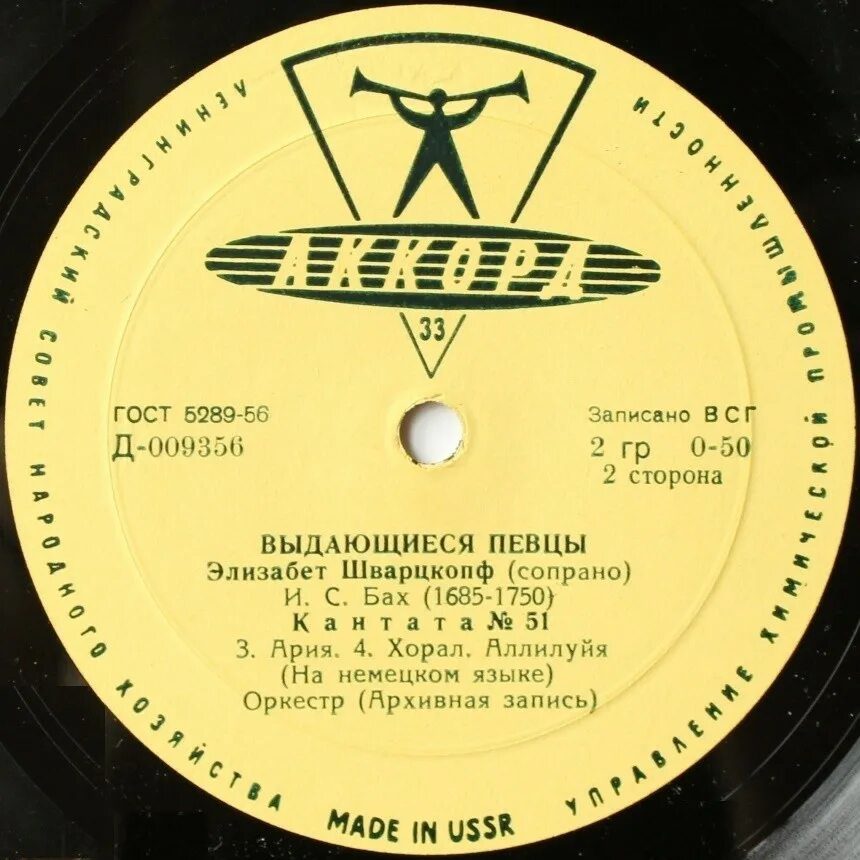 ЛЕНИНГРАДСКИЙ СОВЕТ НАРОДНОГО ХОЗЯЙСТВА
УПРАВЛЕНИЕ ХИМИЧЕСКОЙ ПРОМЫШЛЕННОСТИ
АККОРД
33
ГОСТ 5289-56
Д-009356
Записано ВСГ
2 гр 0-50
2 сторона
ВЫДАЮЩИЕСЯ ПЕВЦЫ
Элизабет Шварцкопф (сопрано)
И. С. Бах (1685-1750)
Кантата № 51
3. Ария. 4. Хорал. Аллилуйя
(На немецком языке)
Оркестр (Архивная запись)
MADE IN USSR